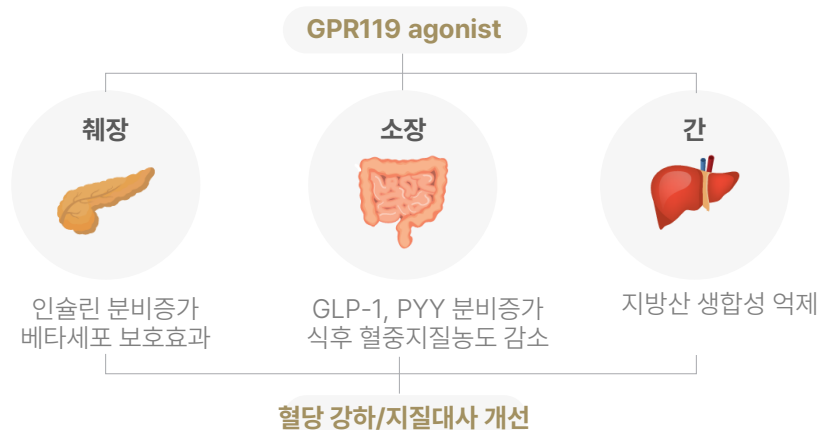 GPR119 agonist
췌장
소장
간
인슐린 분비증가
베타세포 보호효과
GLP-1, PYY 분비증가
식후 혈중지질농도 감소
지방산 생합성 억제
혈당 강하/지질대사 개선